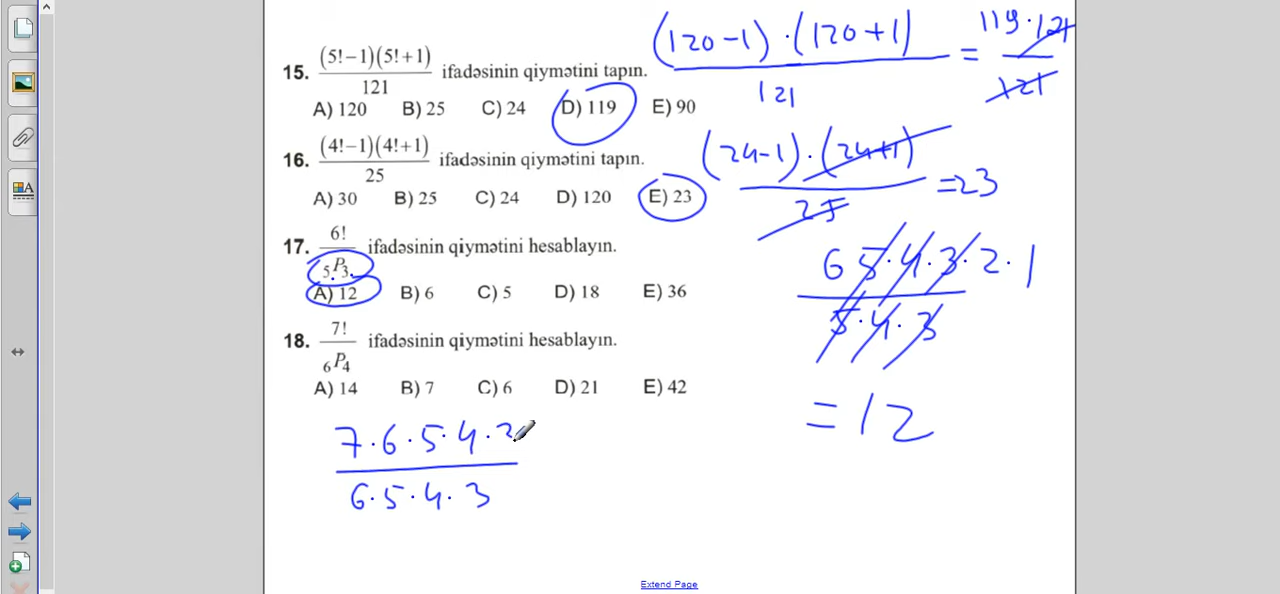 15. (5!−1)(5!+1) / 121 ifadəsinin qiymətini tapın.
A) 120 B) 25 C) 24 D) 119 E) 90
(120-1)·(120+1) / 121 = 119·121 / 121
16. (4!−1)(4!+1) / 25 ifadəsinin qiymətini tapın.
A) 30 B) 25 C) 24 D) 120 E) 23
(24-1)·(24+1) / 25 =23
17. 6! / ₅P₃ ifadəsinin qiymətini hesablayın.
A) 12 B) 6 C) 5 D) 18 E) 36
6 5·4·3·2·1 / 5·4·3
= 12
18. 7! / ₆P₄ ifadəsinin qiymətini hesablayın.
A) 14 B) 7 C) 6 D) 21 E) 42
7·6·5·4·3 / 6·5·4·3
Extend Page